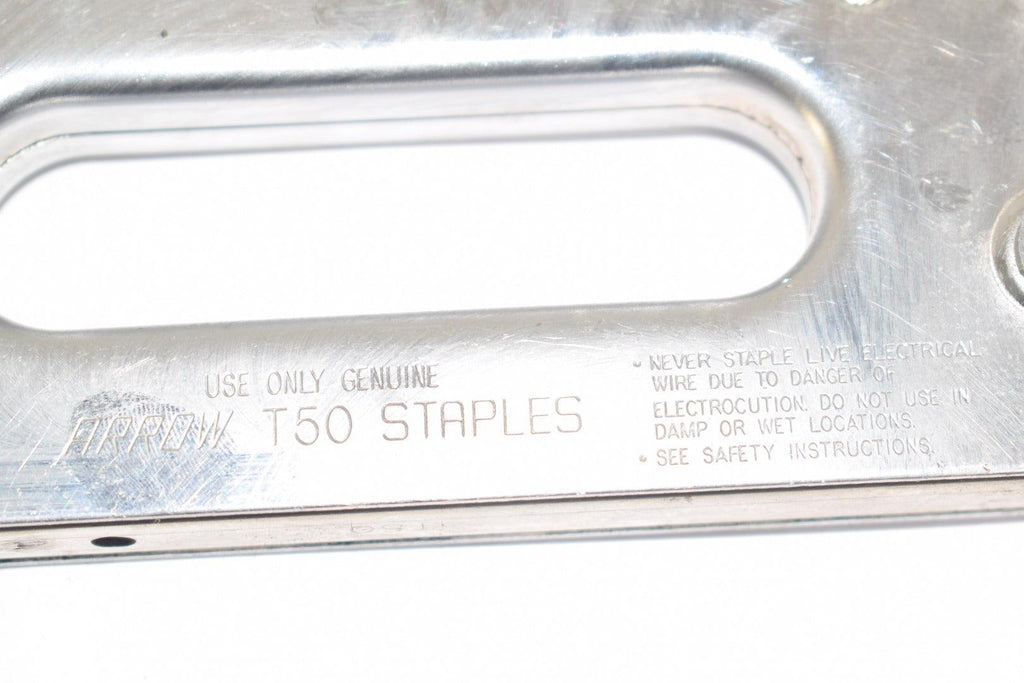 USE ONLY GENUINE
ARROW T50 STAPLES
• NEVER STAPLE LIVE ELECTRICAL
WIRE DUE TO DANGER OF
ELECTROCUTION. DO NOT USE IN
DAMP OR WET LOCATIONS.
• SEE SAFETY INSTRUCTIONS.